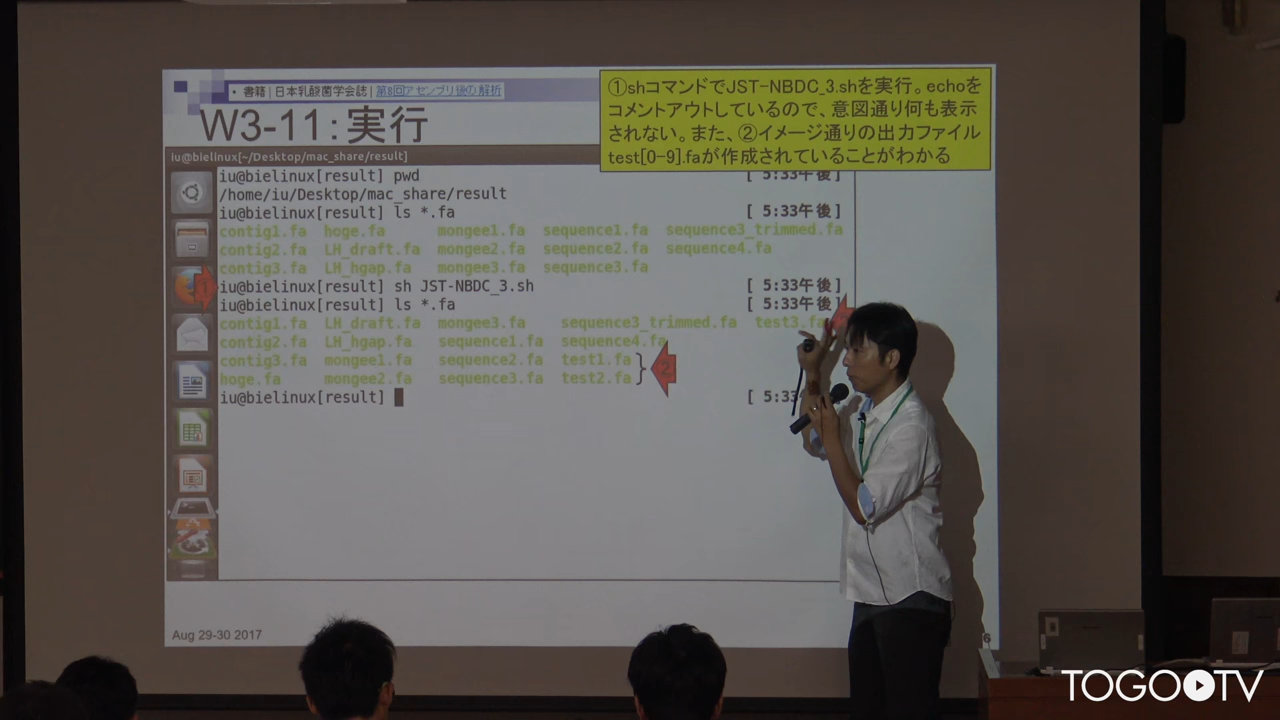 • 書籍 | 日本乳酸菌学会誌 | 第8回アセンブリ後の解析
W3-11：実行
①shコマンドでJST-NBDC_3.shを実行。echoを
コメントアウトしているので、意図通り何も表示
されない。また、②イメージ通りの出力ファイル
test[0-9].faが作成されていることがわかる
iu@bielinux[~/Desktop/mac_share/result]
iu@bielinux[result] pwd [ 5:33午後]
/home/iu/Desktop/mac_share/result
iu@bielinux[result] ls *.fa [ 5:33午後]
contig1.fa hoge.fa mongee1.fa sequence1.fa sequence3_trimmed.fa
contig2.fa LH_draft.fa mongee2.fa sequence2.fa sequence4.fa
contig3.fa LH_hgap.fa mongee3.fa sequence3.fa
① iu@bielinux[result] sh JST-NBDC_3.sh [ 5:33午後]
iu@bielinux[result] ls *.fa [ 5:33午後]
contig1.fa LH_draft.fa mongee3.fa sequence3_trimmed.fa test3.fa
contig2.fa LH_hgap.fa sequence1.fa sequence4.fa
contig3.fa mongee1.fa sequence2.fa test1.fa
②
hoge.fa mongee2.fa sequence3.fa test2.fa
iu@bielinux[result] [ 5:33
Aug 29-30 2017
6
TOGOTV